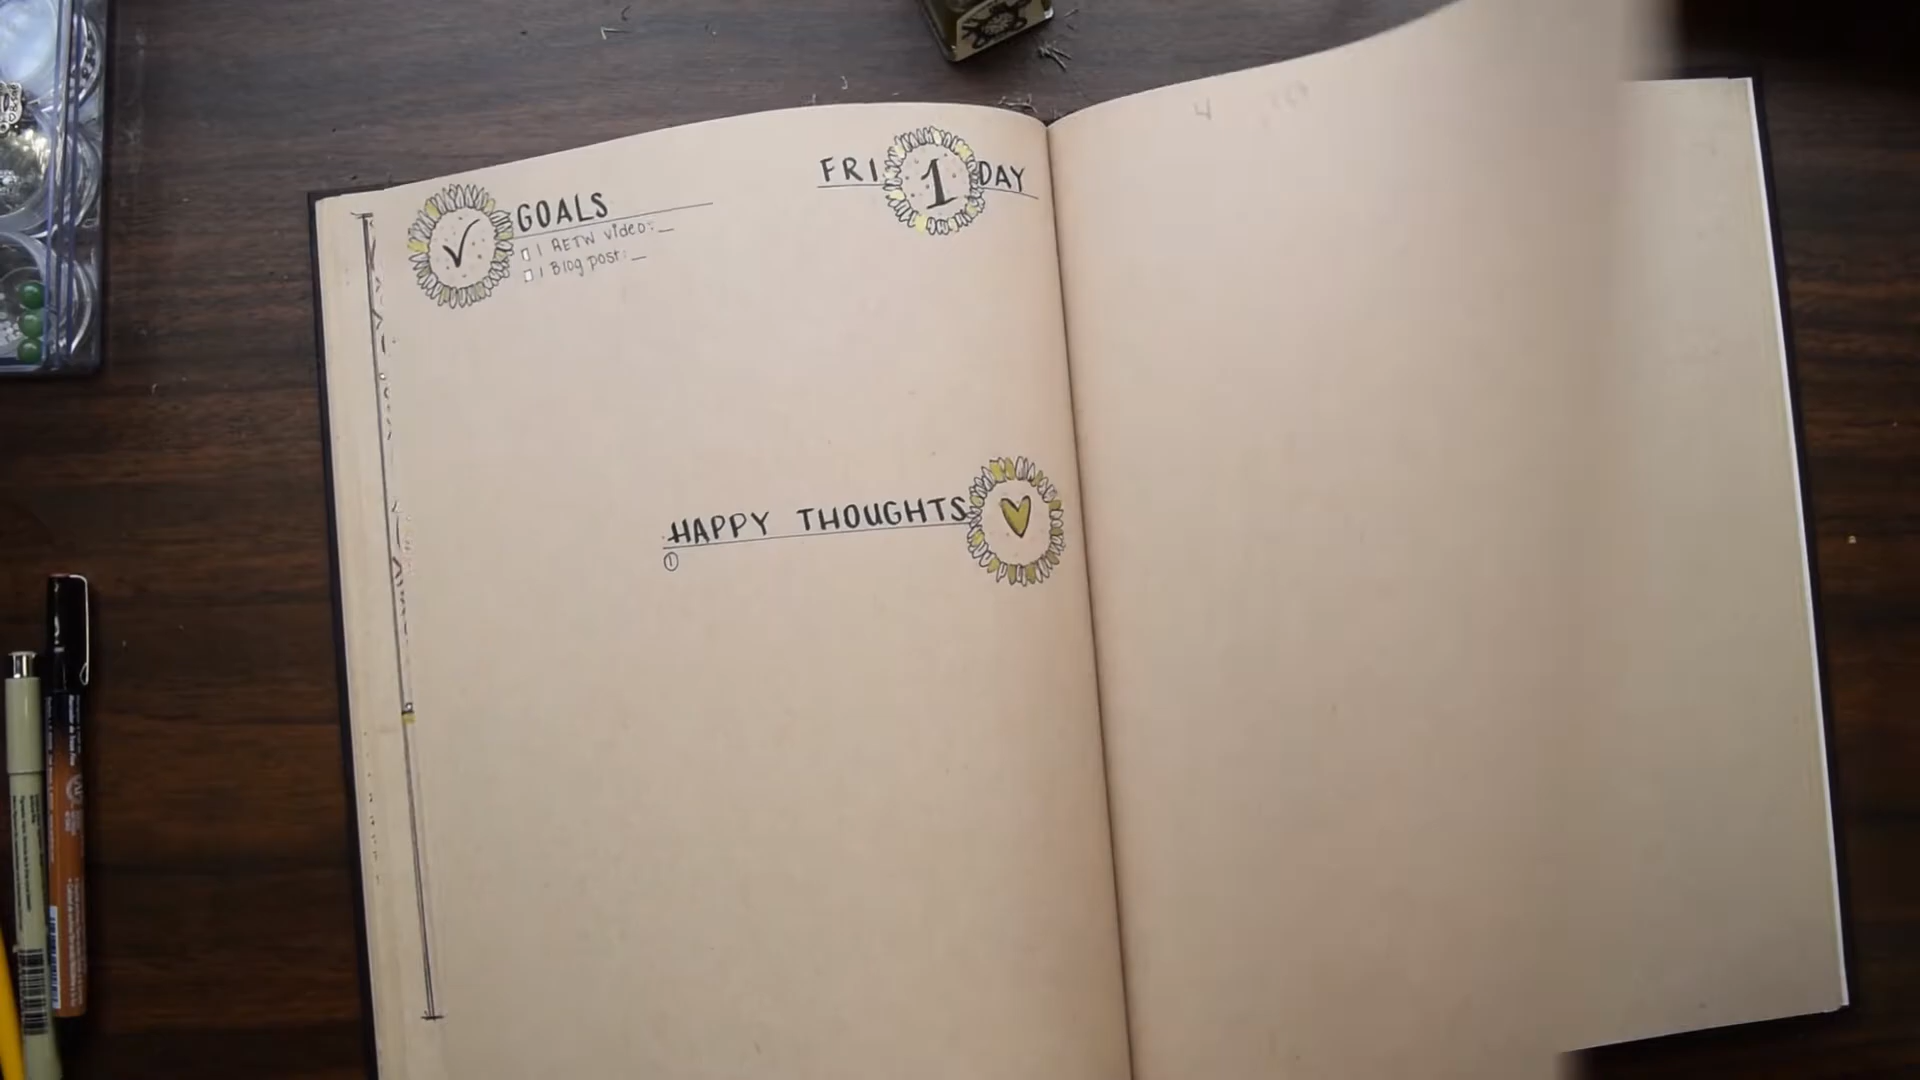 GOALS
1 AETW video:_
1 Blog post:_
FRI 1 DAY
HAPPY THOUGHTS
1